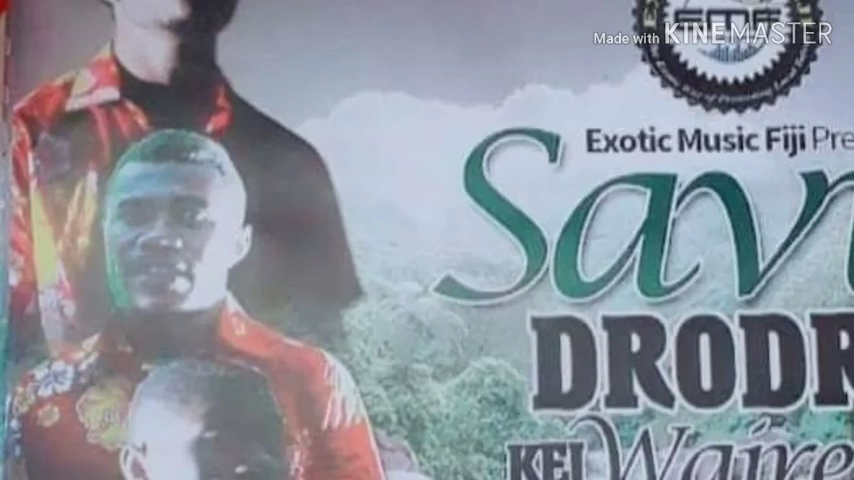 Made with KINEMASTER
Exotic Music Fiji Pre
Sav
DRODR
KEI Waire